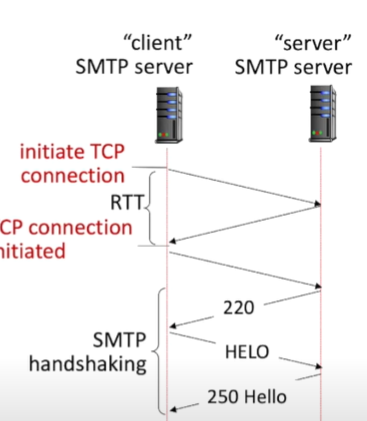 “client”
SMTP server
“server”
SMTP server
initiate TCP
connection
RTT
CP connection
nitiated
220
SMTP
handshaking
HELO
250 Hello